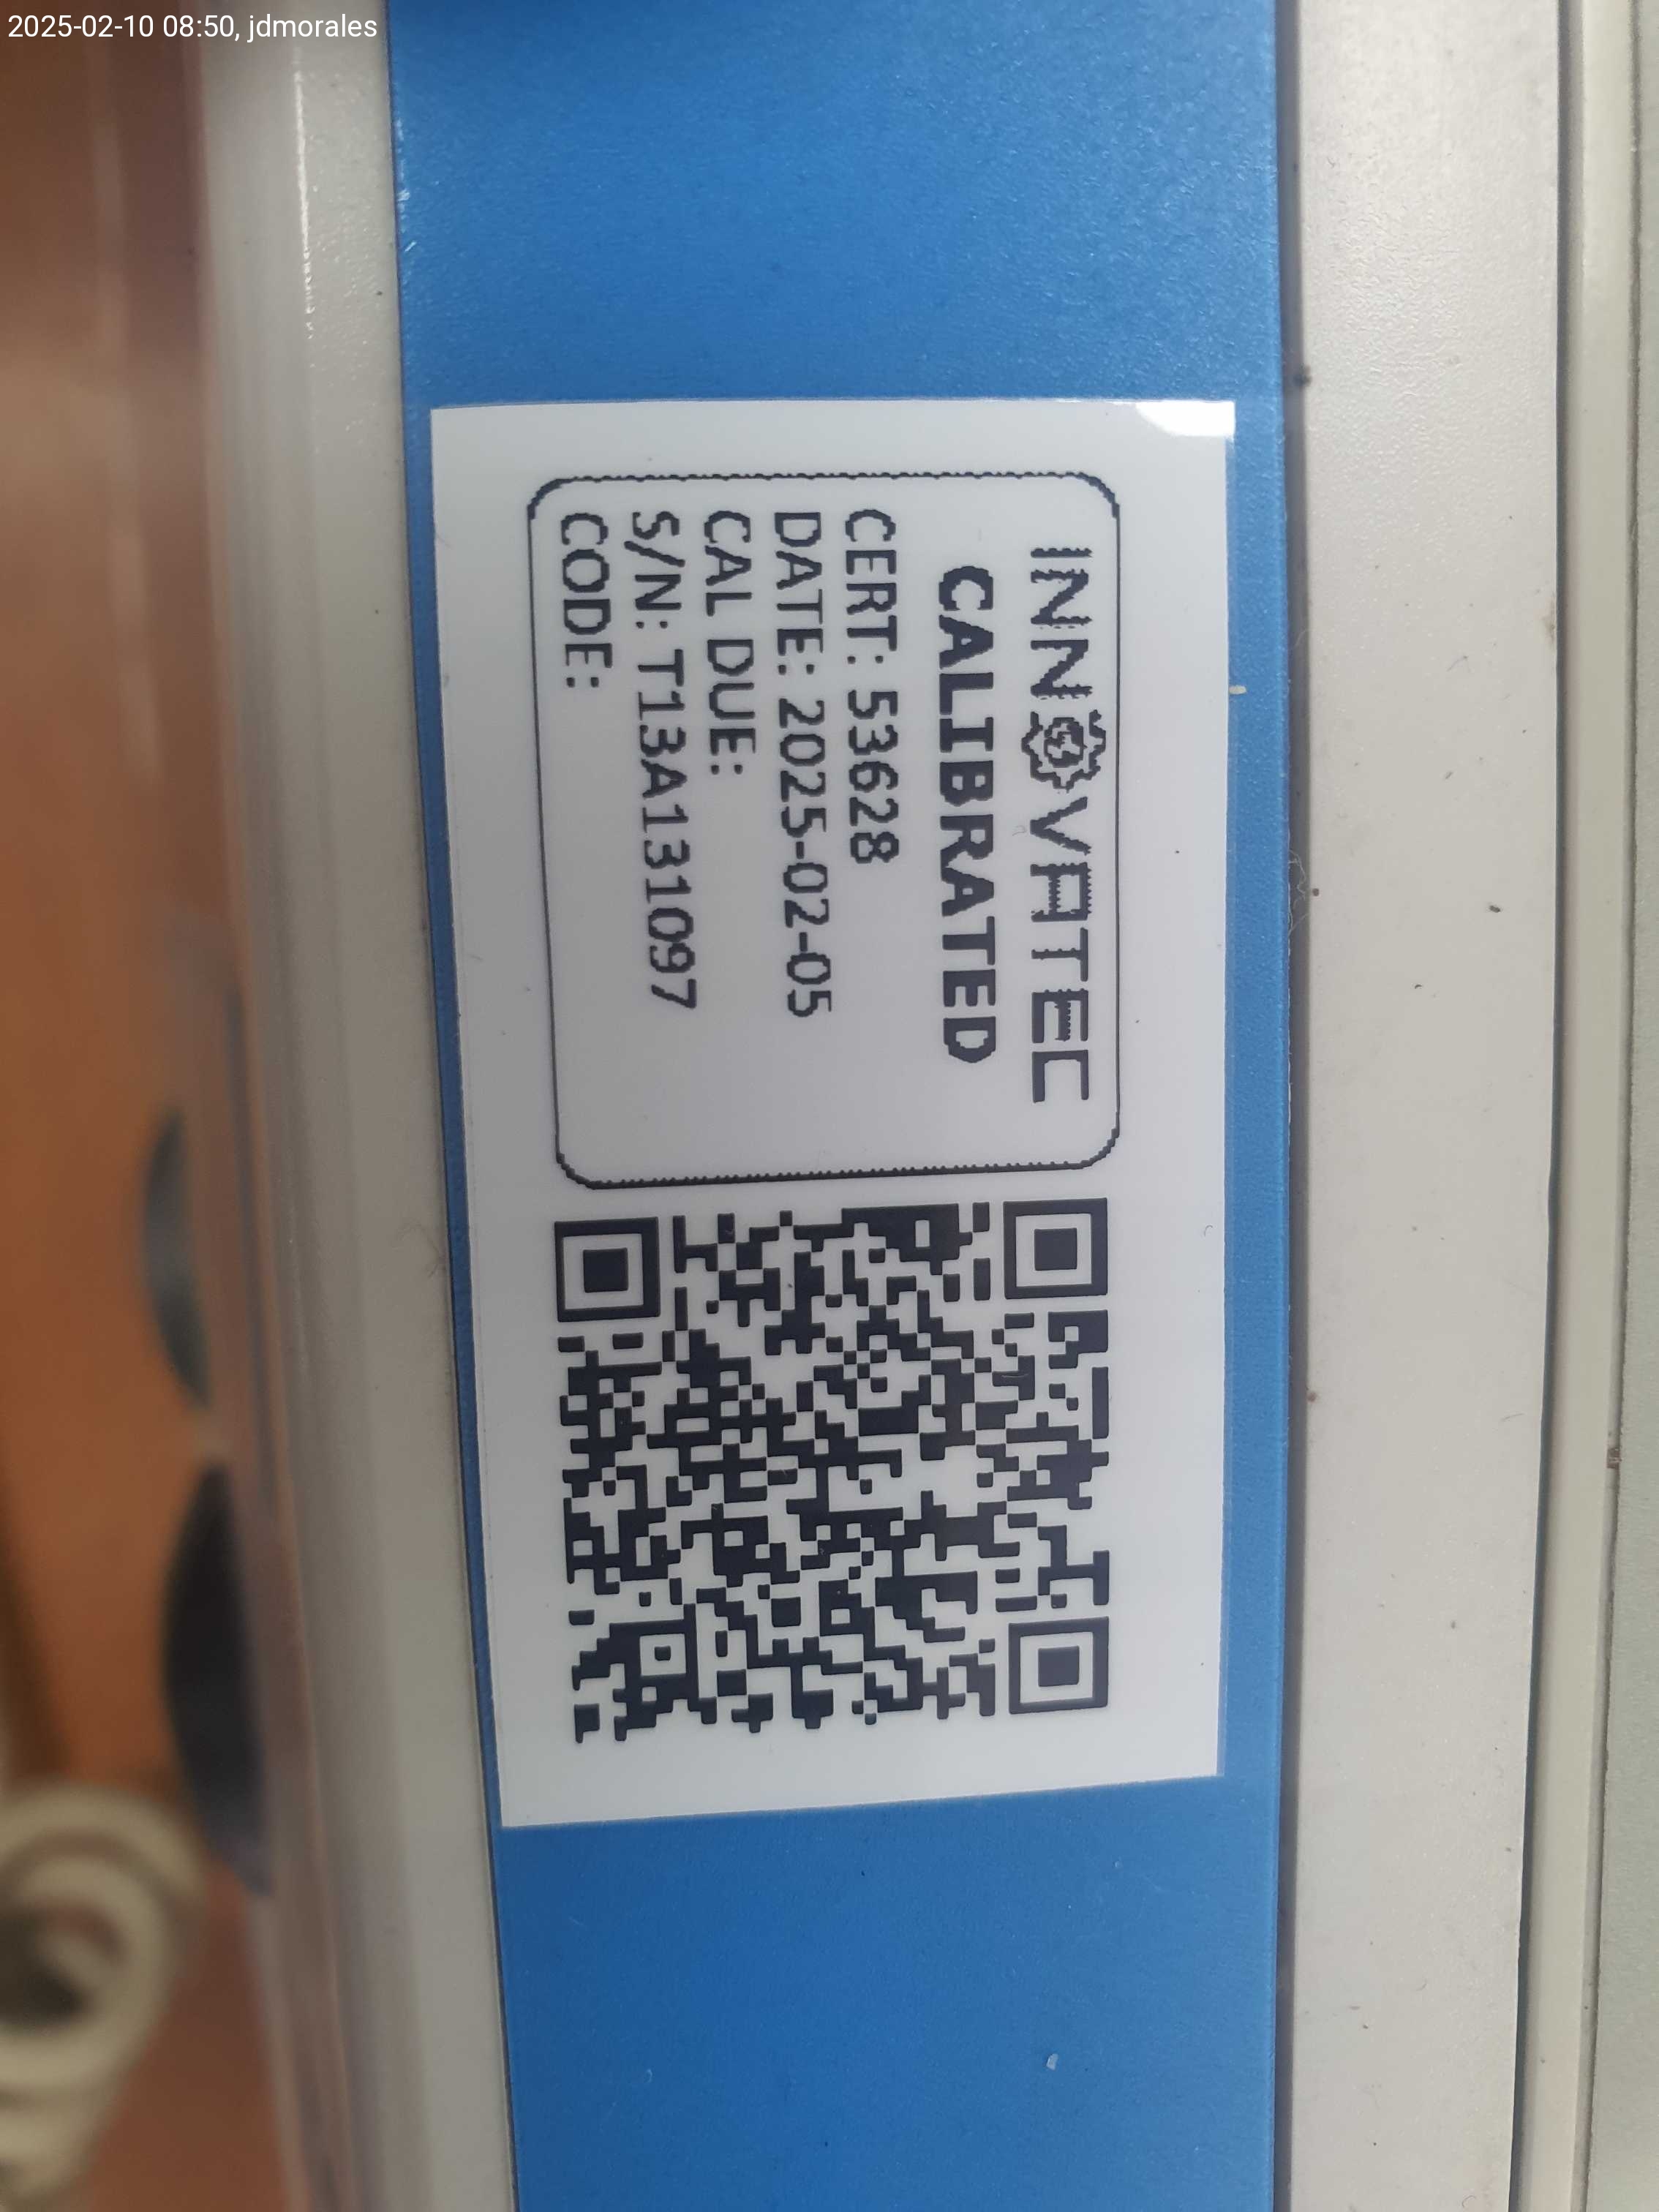 2025-02-10 08:50, jdmorales
INNOVATEC
CALIBRATED
CERT: 53628
DATE: 2025-02-05
CAL DUE:
S/N: T13A131097
CODE: